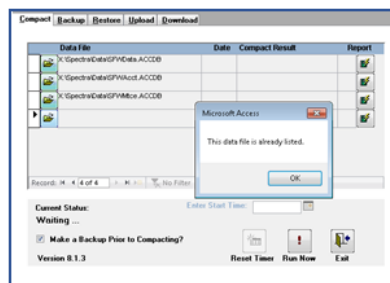 Compact Backup Restore Upload Download
Data File Date Compact Result Report
X:\Spectra\Data\SFWData.ACCDB
X:\Spectra\Data\SFWAcct.ACCDB
X:\Spectra\Data\SFWMtce.ACCDB
Microsoft Access
This data file is already listed.
OK
Record: 4 of 4 No Filter
Current Status: Enter Start Time:
Waiting ...
Make a Backup Prior to Compacting?
Version 8.1.3 Reset Timer Run Now Exit